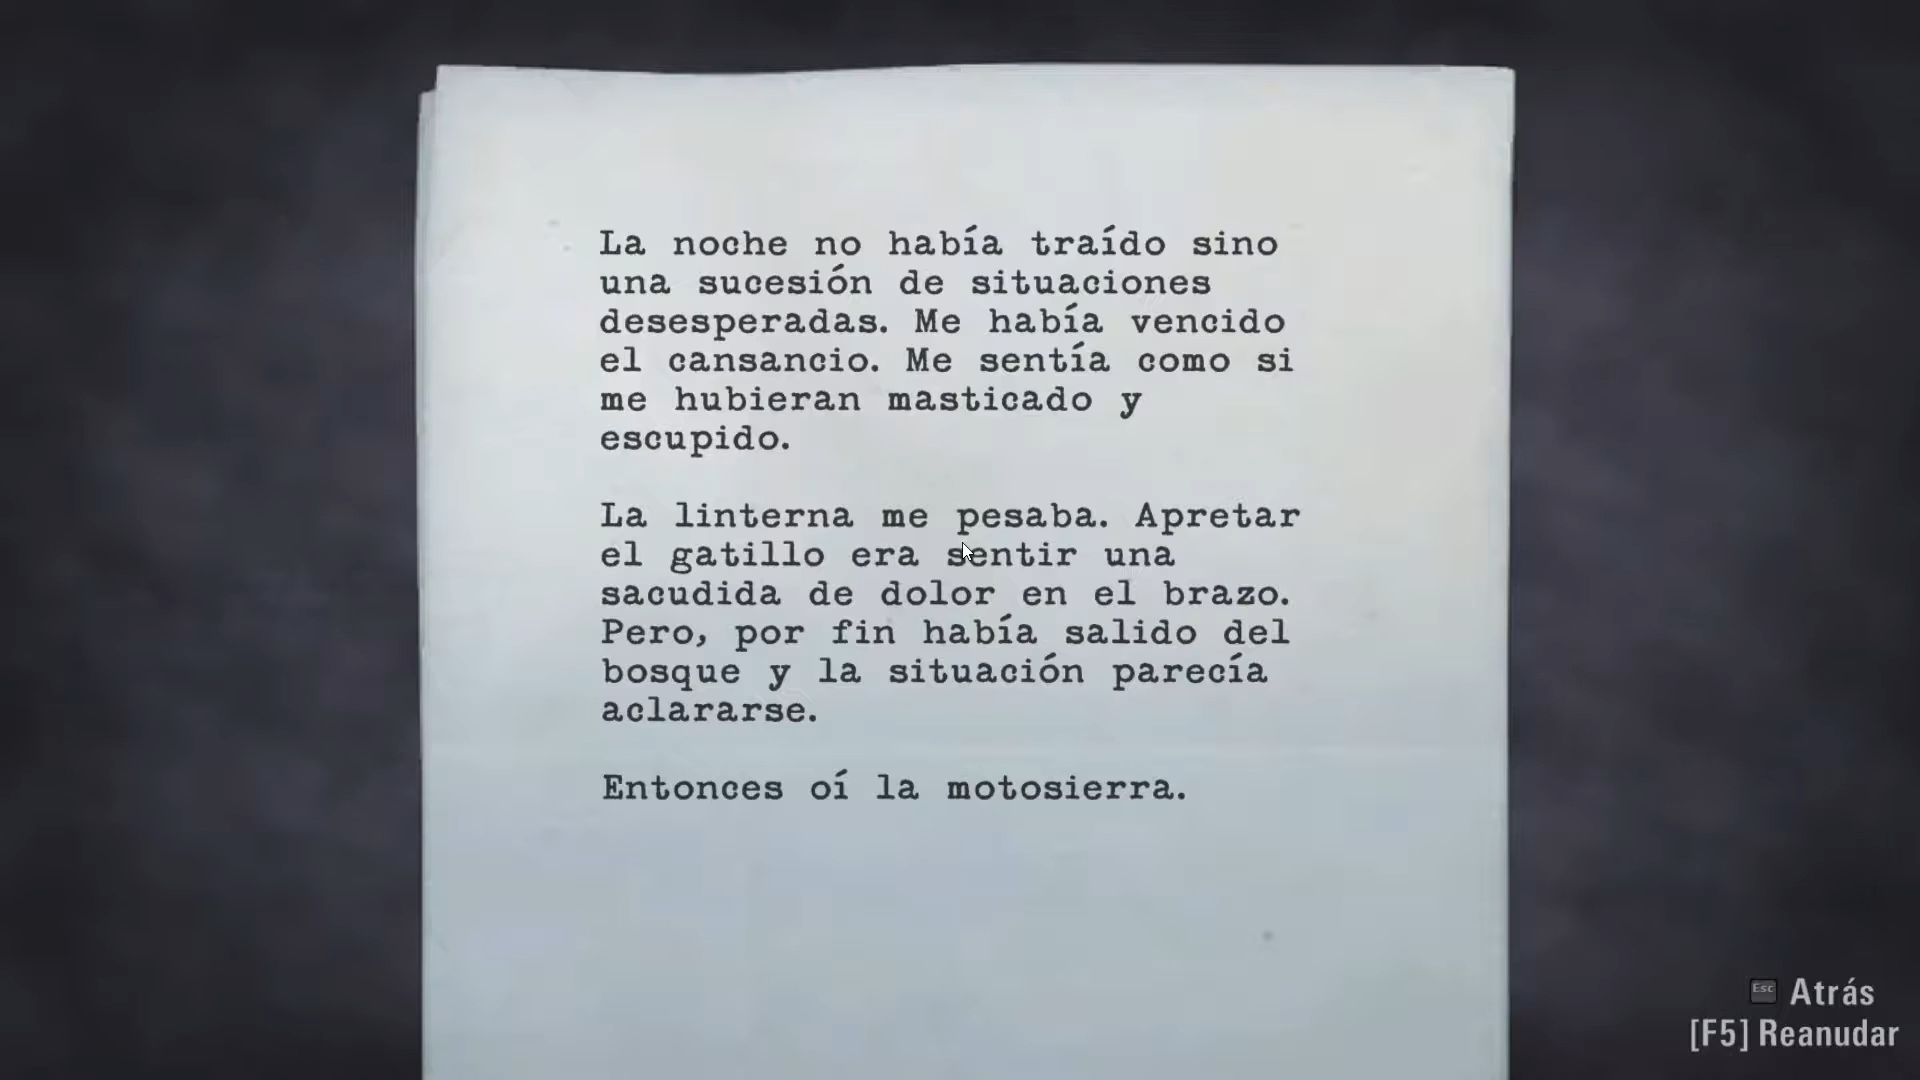 La noche no había traído sino
una sucesión de situaciones
desesperadas. Me había vencido
el cansancio. Me sentía como si
me hubieran masticado y
escupido.
La linterna me pesaba. Apretar
el gatillo era sentir una
sacudida de dolor en el brazo.
Pero, por fin había salido del
bosque y la situación parecía
aclararse.
Entonces oí la motosierra.
Esc Atrás
[F5] Reanudar